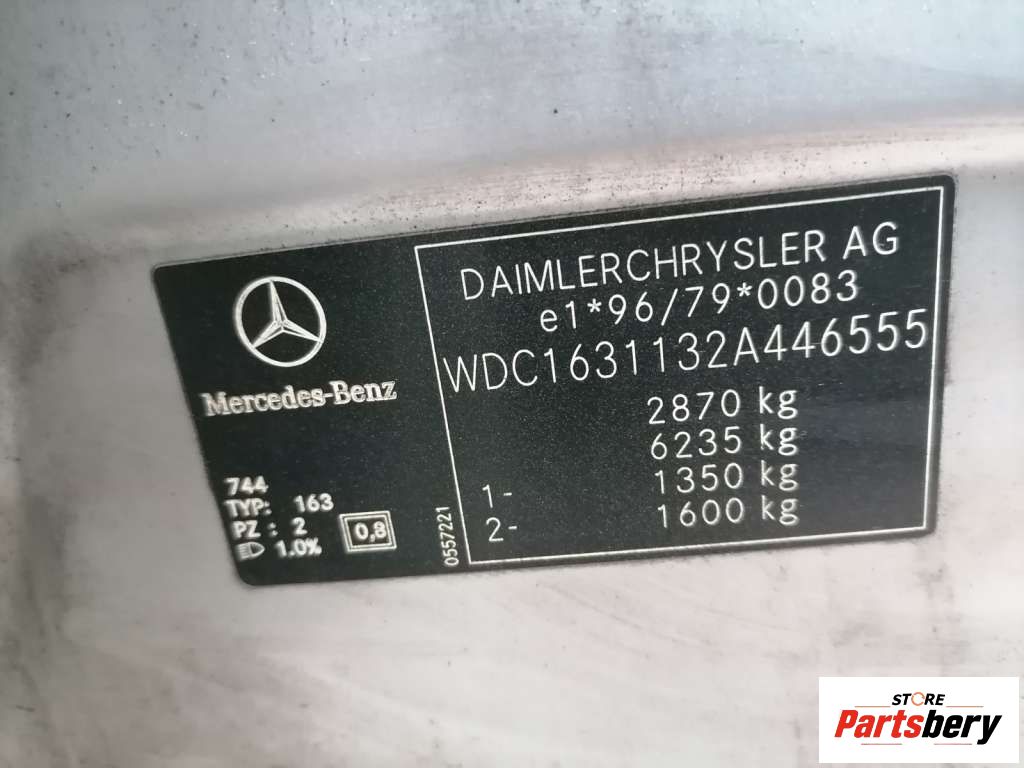 Mercedes-Benz
744
TYP: 163
PZ : 2
1.0%
0,8
0557221
DAIMLERCHRYSLER AG
e1*96/79*0083
WDC1631132A446555
2870 kg
6235 kg
1- 1350 kg
2- 1600 kg
STORE
Partsbery